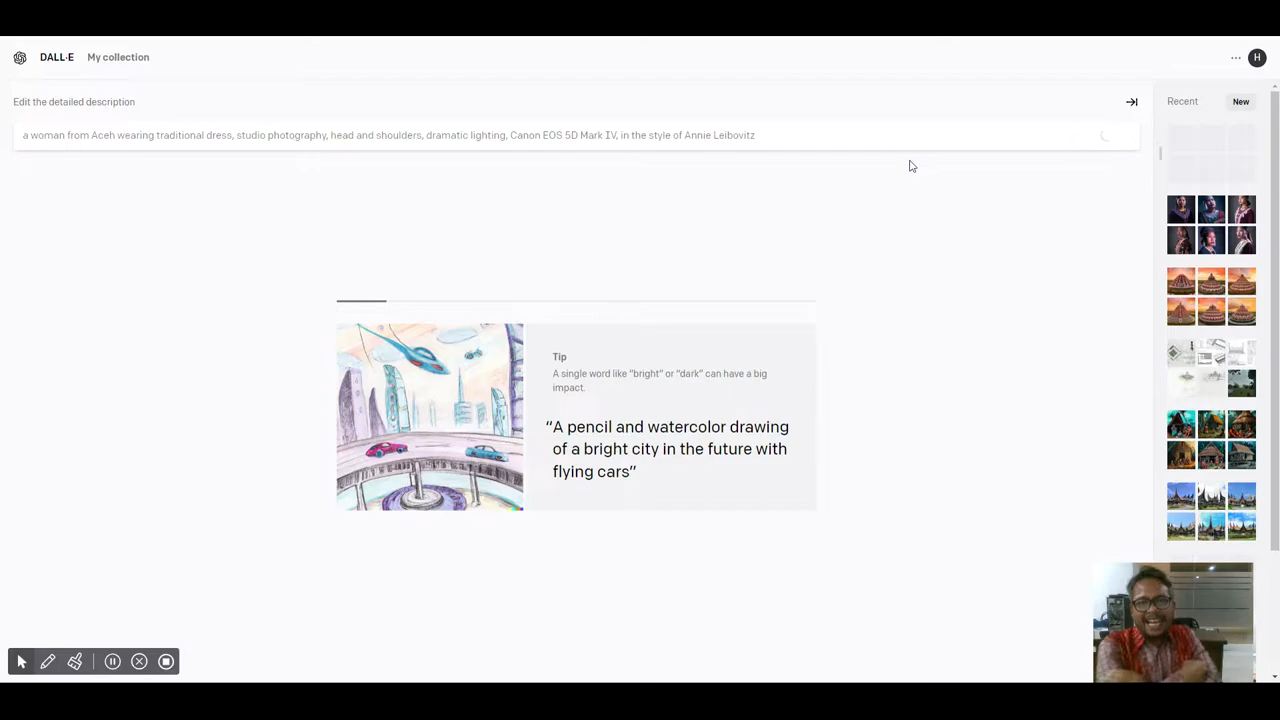 DALL·E My collection
H
Edit the detailed description
a woman from Aceh wearing traditional dress, studio photography, head and shoulders, dramatic lighting, Canon EOS 5D Mark IV, in the style of Annie Leibovitz
Recent New
Tip
A single word like “bright” or “dark” can have a big
impact.
“A pencil and watercolor drawing
of a bright city in the future with
flying cars”